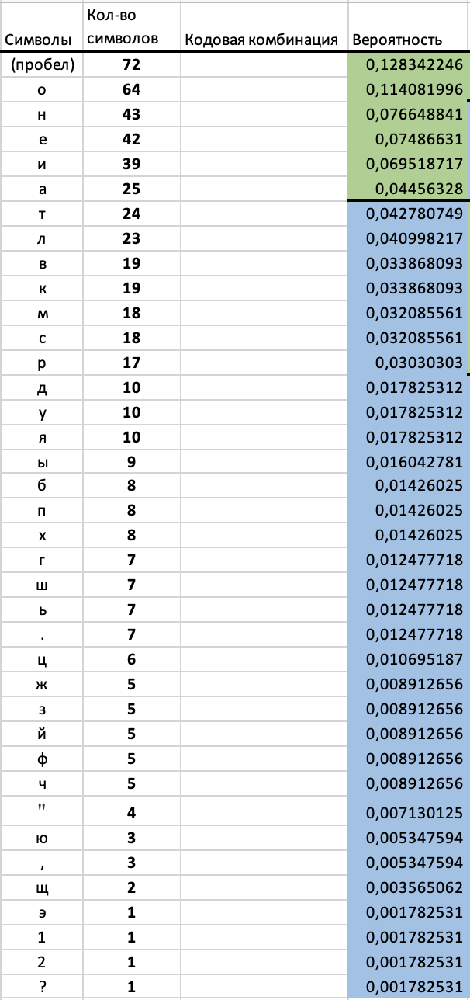 Символы Кол-во символов Кодовая комбинация Вероятность
(пробел) 72 0,128342246
о 64 0,114081996
н 43 0,076648841
е 42 0,07486631
и 39 0,069518717
а 25 0,04456328
т 24 0,042780749
л 23 0,040998217
в 19 0,033868093
к 19 0,033868093
м 18 0,032085561
с 18 0,032085561
р 17 0,03030303
д 10 0,017825312
у 10 0,017825312
я 10 0,017825312
ы 9 0,016042781
б 8 0,01426025
п 8 0,01426025
х 8 0,01426025
г 7 0,012477718
ш 7 0,012477718
ь 7 0,012477718
. 7 0,012477718
ц 6 0,010695187
ж 5 0,008912656
з 5 0,008912656
й 5 0,008912656
ф 5 0,008912656
ч 5 0,008912656
" 4 0,007130125
ю 3 0,005347594
, 3 0,005347594
щ 2 0,003565062
э 1 0,001782531
1 1 0,001782531
2 1 0,001782531
? 1 0,001782531